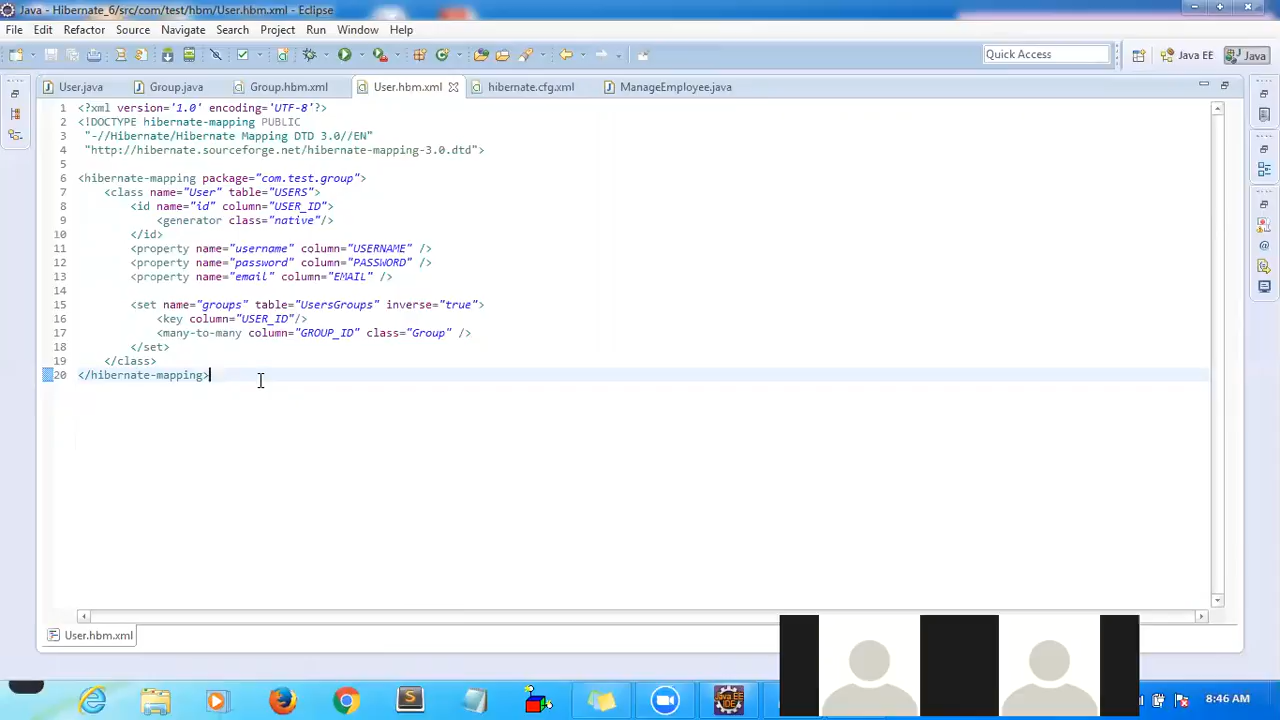 Java - Hibernate_6/src/com/test/hbm/User.hbm.xml - Eclipse
File Edit Refactor Source Navigate Search Project Run Window Help
Quick Access Java EE Java
User.java Group.java Group.hbm.xml User.hbm.xml hibernate.cfg.xml ManageEmployee.java
1 <?xml version='1.0' encoding='UTF-8'?>
2 <!DOCTYPE hibernate-mapping PUBLIC
3 "-//Hibernate/Hibernate Mapping DTD 3.0//EN"
4 "http://hibernate.sourceforge.net/hibernate-mapping-3.0.dtd">
5
6 <hibernate-mapping package="com.test.group">
7 <class name="User" table="USERS">
8 <id name="id" column="USER_ID">
9 <generator class="native"/>
10 </id>
11 <property name="username" column="USERNAME" />
12 <property name="password" column="PASSWORD" />
13 <property name="email" column="EMAIL" />
14
15 <set name="groups" table="UsersGroups" inverse="true">
16 <key column="USER_ID"/>
17 <many-to-many column="GROUP_ID" class="Group" />
18 </set>
19 </class>
20 </hibernate-mapping>
User.hbm.xml
Java EE
IDE
8:46 AM